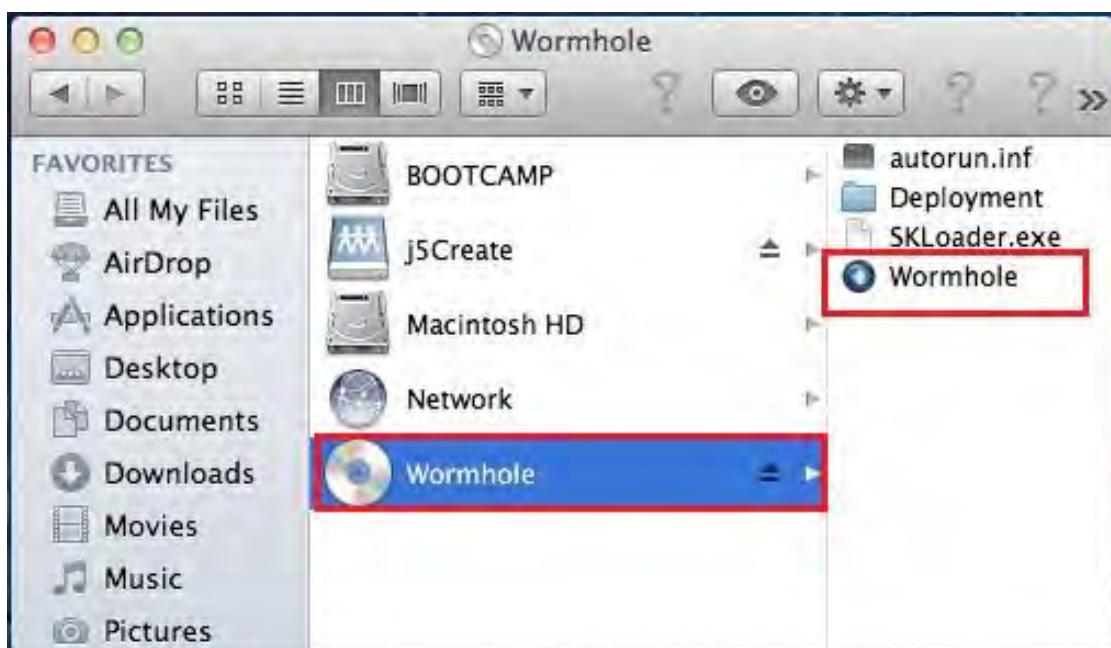 Wormhole
FAVORITES
All My Files
AirDrop
Applications
Desktop
Documents
Downloads
Movies
Music
Pictures
BOOTCAMP
j5Create
Macintosh HD
Network
Wormhole
autorun.inf
Deployment
SKLoader.exe
Wormhole